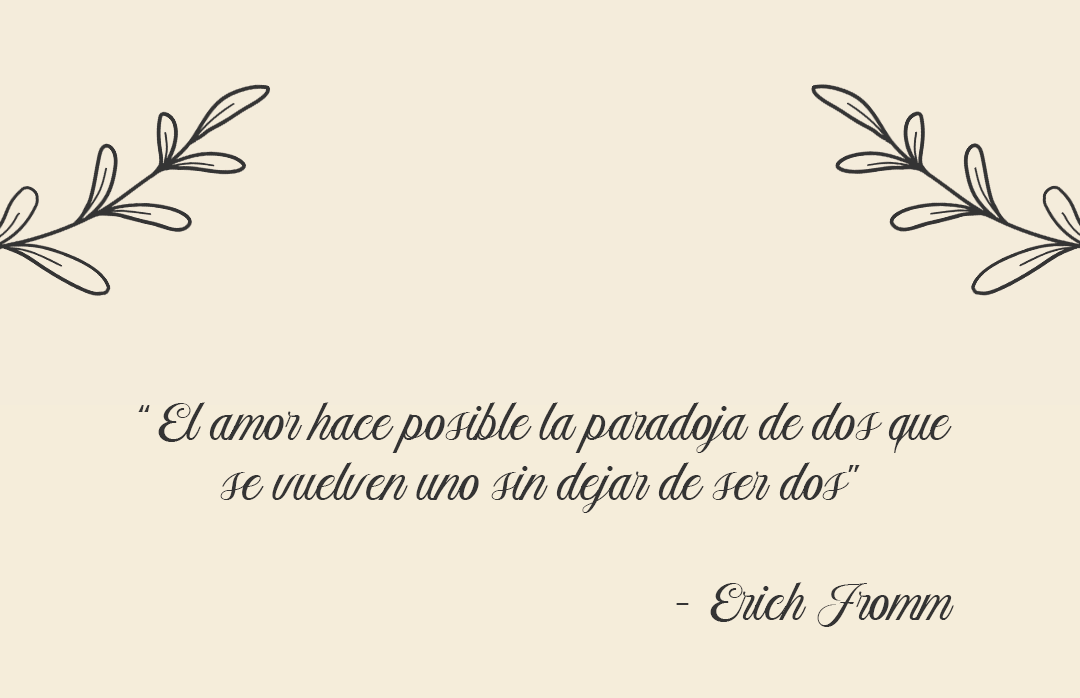 “ El amor hace posible la paradoja de dos que
se vuelven uno sin dejar de ser dos"
- Erich Fromm